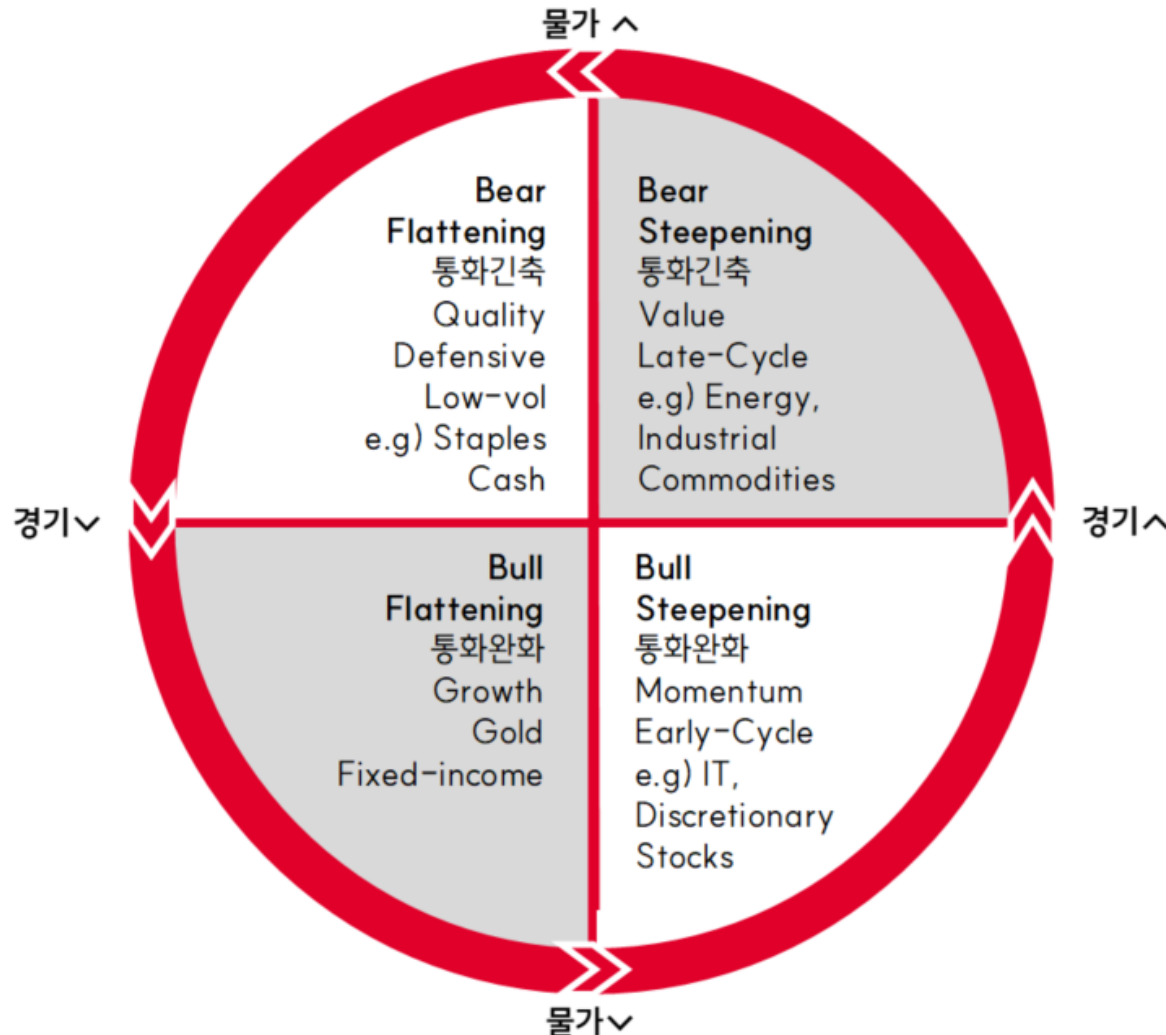 물가 ∧
Bear
Flattening
통화긴축
Quality
Defensive
Low-vol
e.g) Staples
Cash
Bear
Steepening
통화긴축
Value
Late-Cycle
e.g) Energy,
Industrial
Commodities
경기∨
경기∧
Bull
Flattening
통화완화
Growth
Gold
Fixed-income
Bull
Steepening
통화완화
Momentum
Early-Cycle
e.g) IT,
Discretionary
Stocks
물가∨